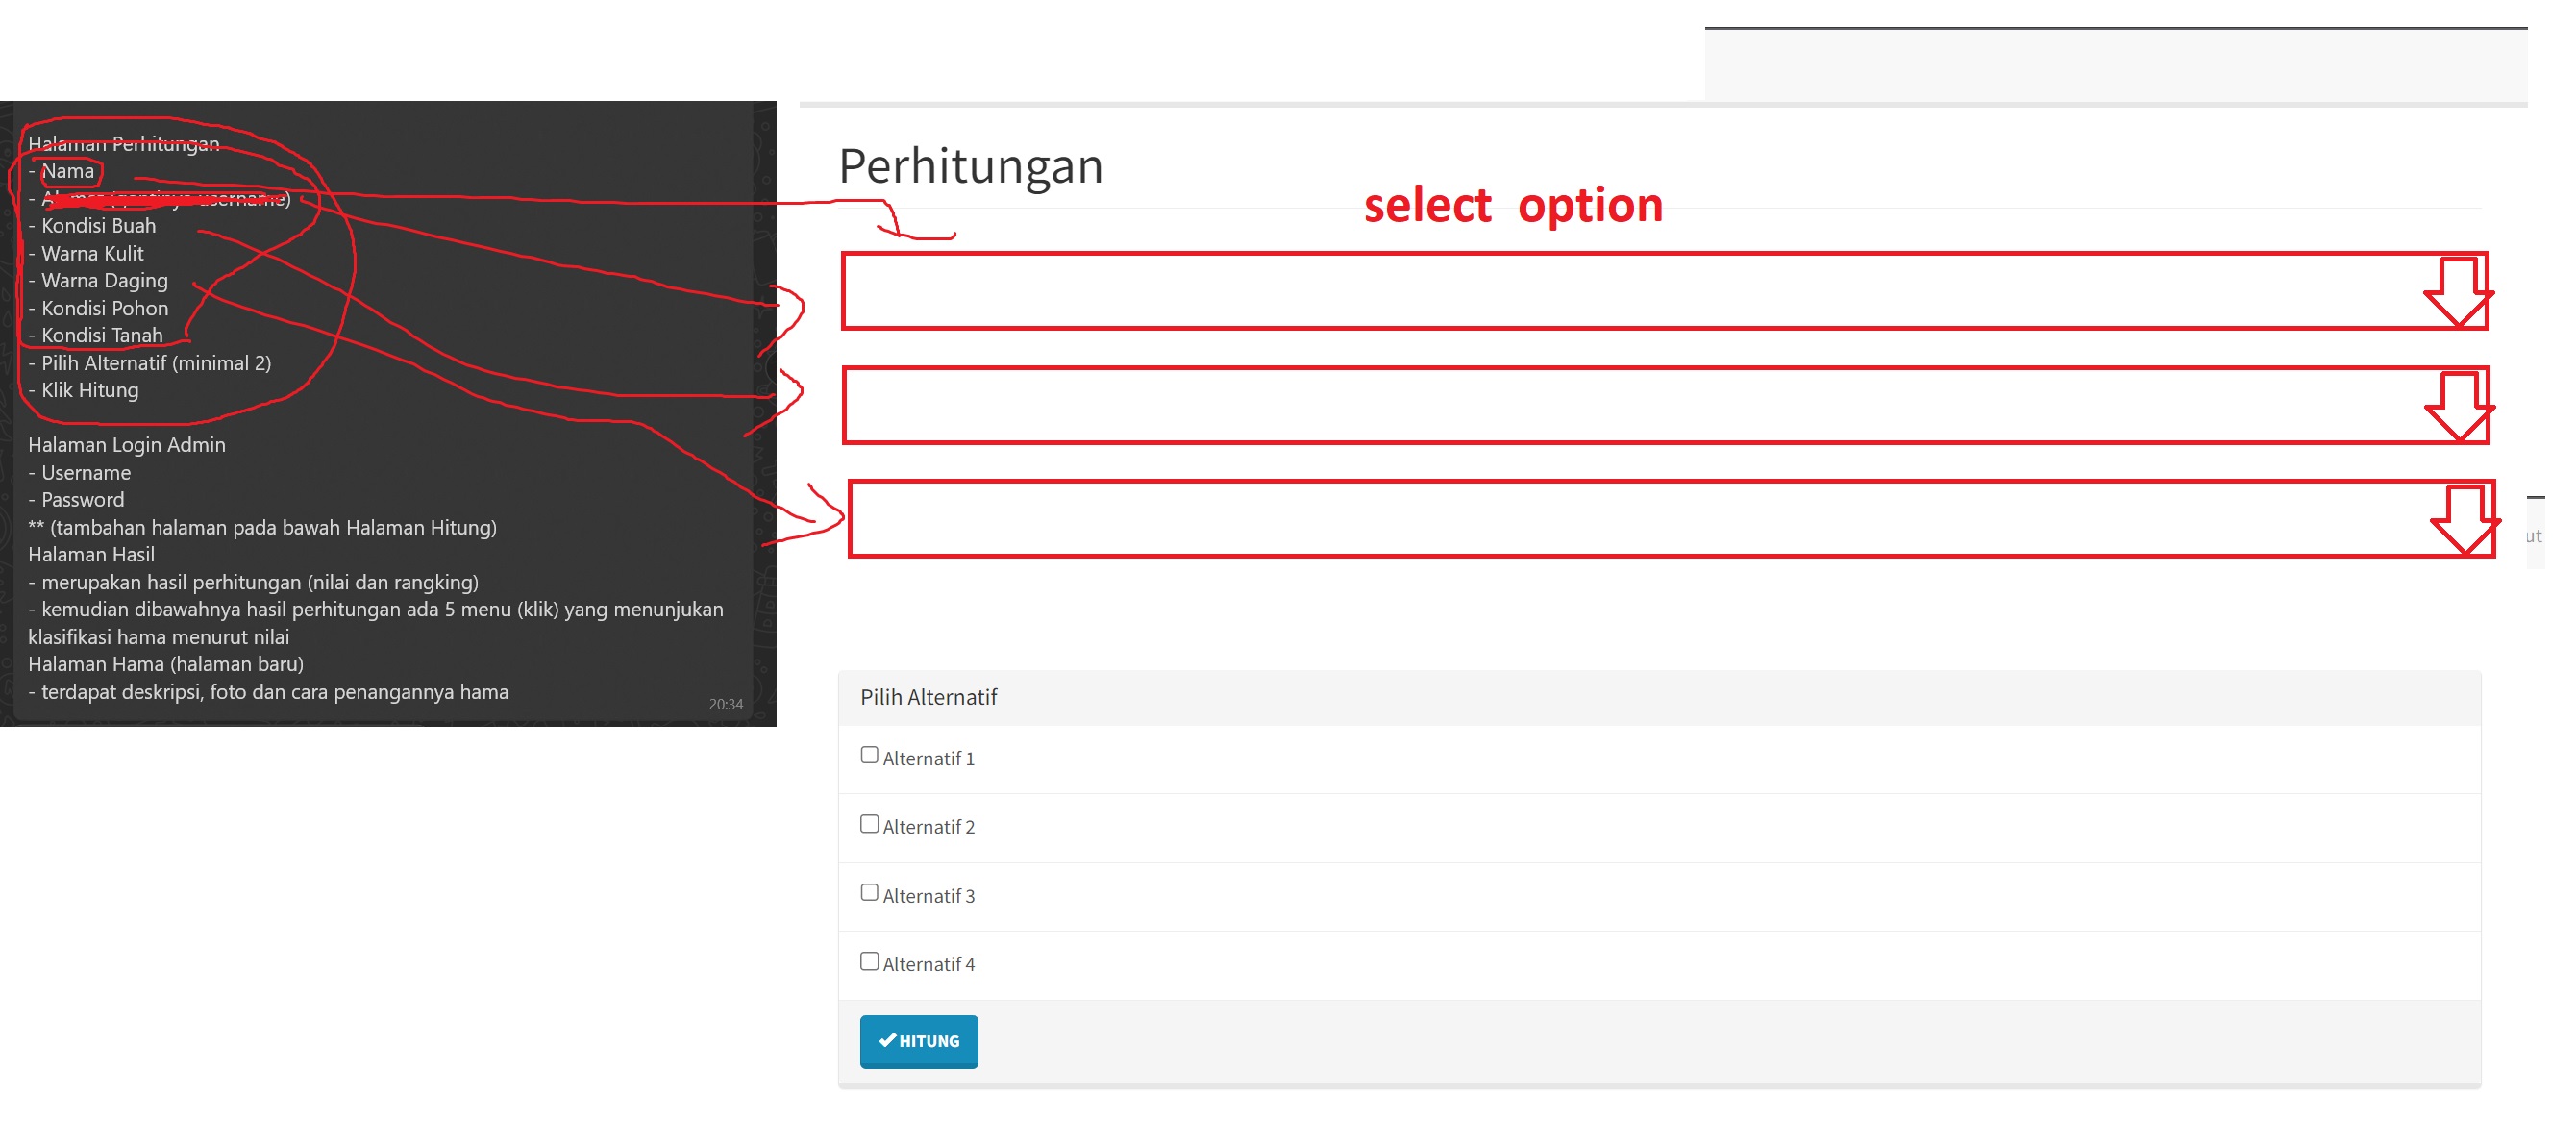 Halaman Perhitungan
- Nama
- username)
- Kondisi Buah
- Warna Kulit
- Warna Daging
- Kondisi Pohon
- Kondisi Tanah
- Pilih Alternatif (minimal 2)
- Klik Hitung
Halaman Login Admin
- Username
- Password
** (tambahan halaman pada bawah Halaman Hitung)
Halaman Hasil
- merupakan hasil perhitungan (nilai dan rangking)
- kemudian dibawahnya hasil perhitungan ada 5 menu (klik) yang menunjukan
klasifikasi hama menurut nilai
Halaman Hama (halaman baru)
- terdapat deskripsi, foto dan cara penangannya hama
20:34
Perhitungan
select option
ut
Pilih Alternatif
Alternatif 1
Alternatif 2
Alternatif 3
Alternatif 4
HITUNG